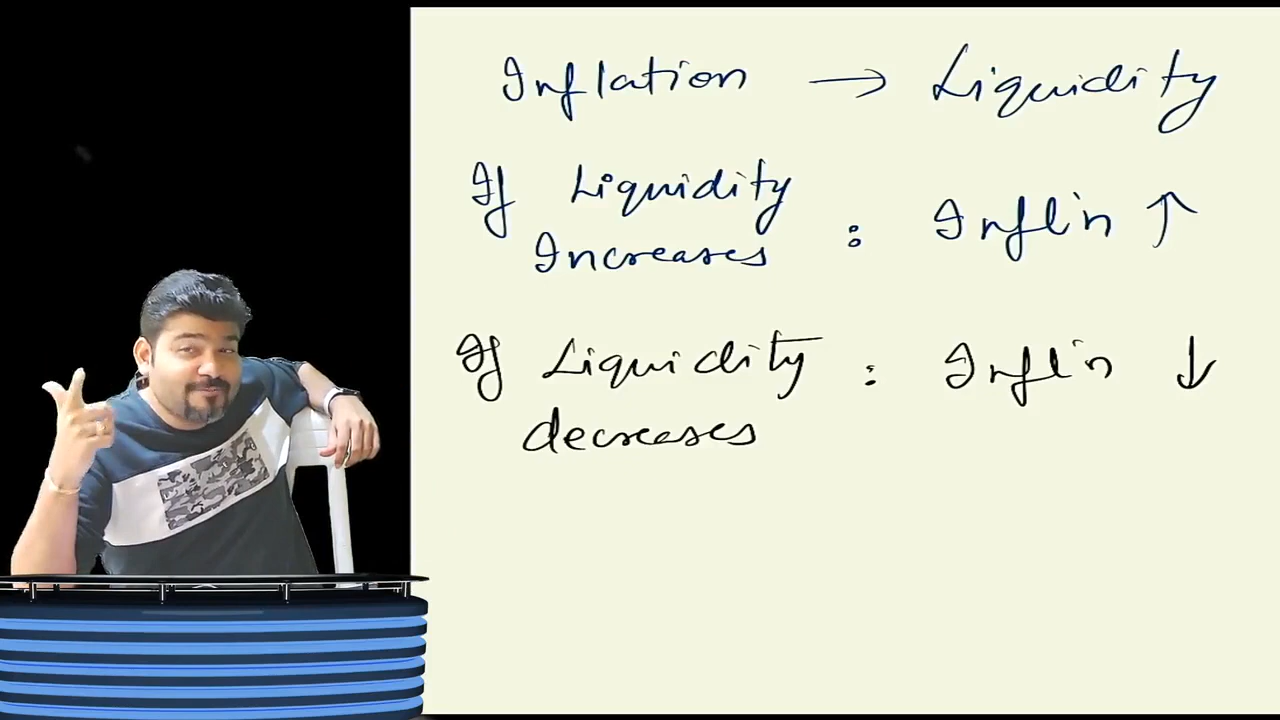 Inflation → Liquidity
If Liquidity Increases : Infl'n ↑
If Liquidity decreases : Infl'n ↓